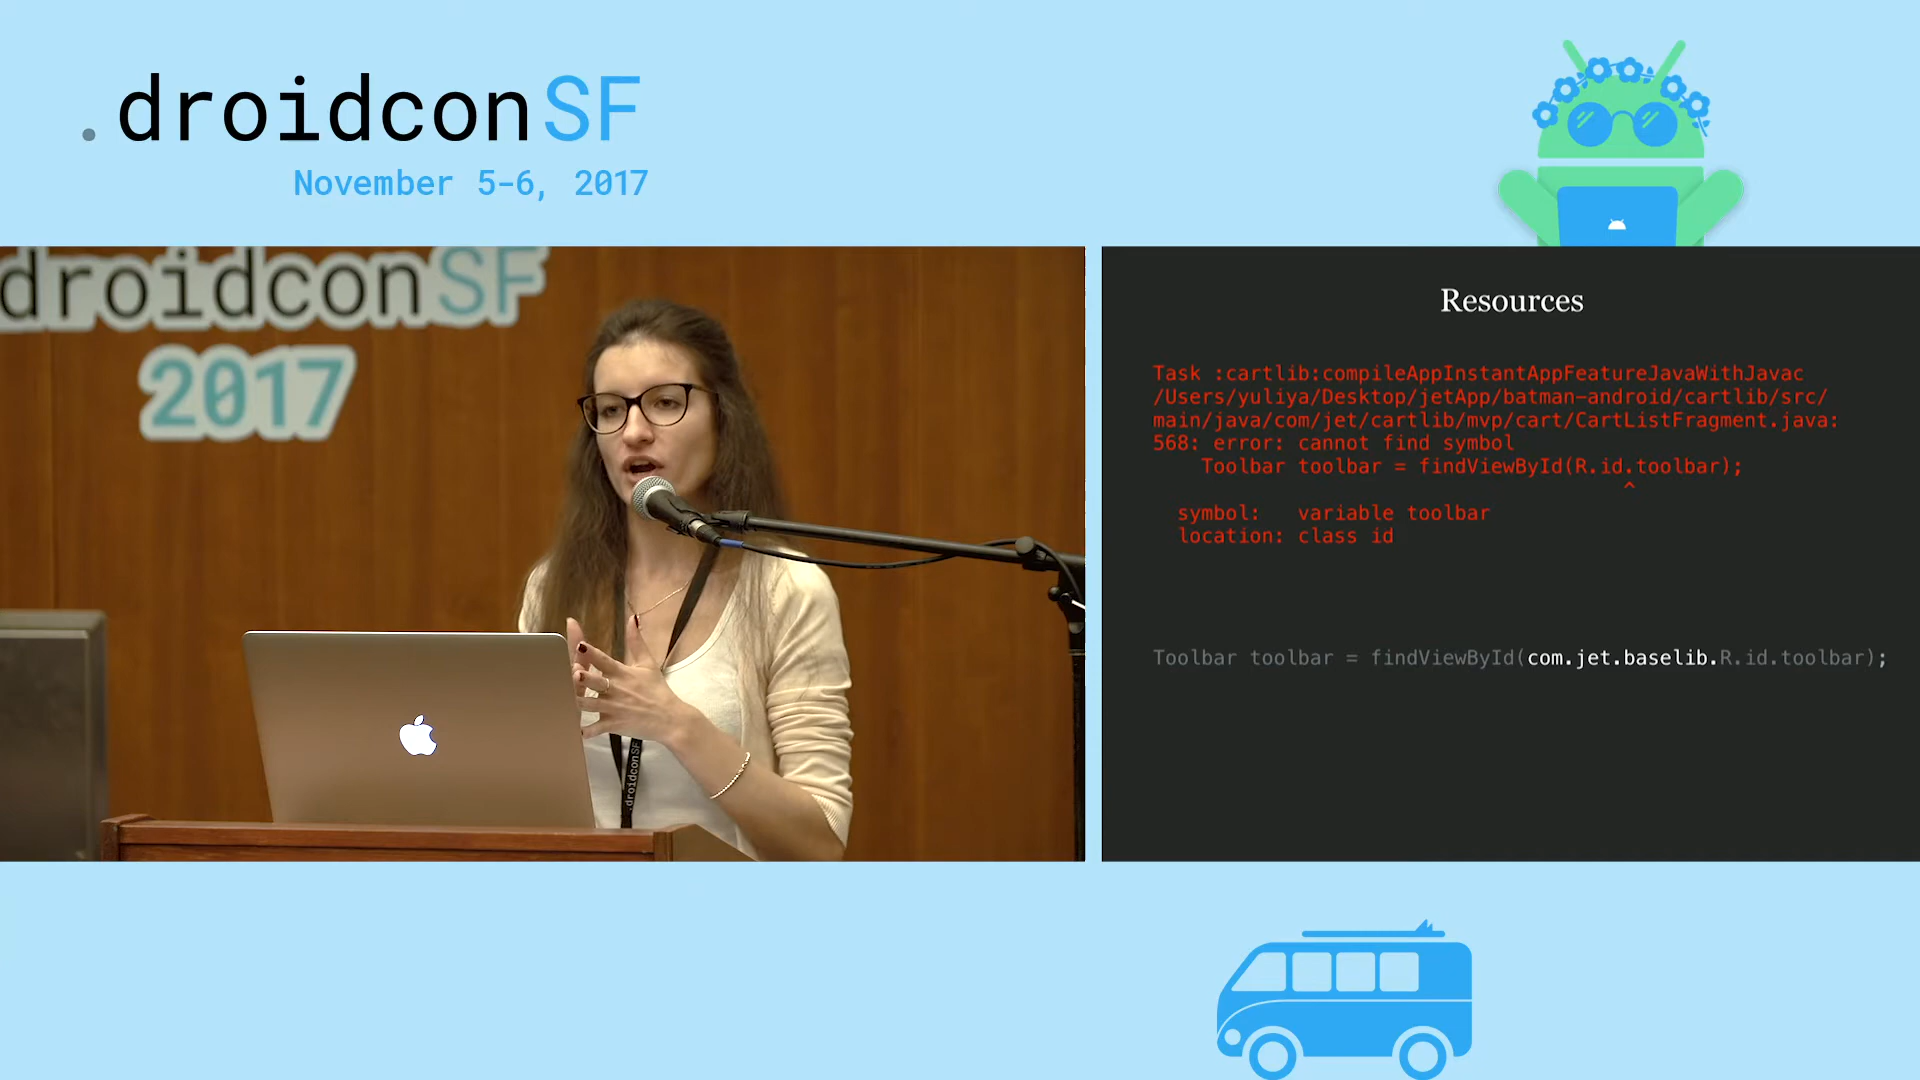 .droidconSF
November 5-6, 2017
droidconSF
2017
.droidconSF
Resources
Task :cartlib:compileAppInstantAppFeatureJavaWithJavac
/Users/yuliya/Desktop/jetApp/batman-android/cartlib/src/
main/java/com/jet/cartlib/mvp/cart/CartListFragment.java:
568: error: cannot find symbol
Toolbar toolbar = findViewById(R.id.toolbar);
^
symbol: variable toolbar
location: class id
Toolbar toolbar = findViewById(com.jet.baselib.R.id.toolbar);